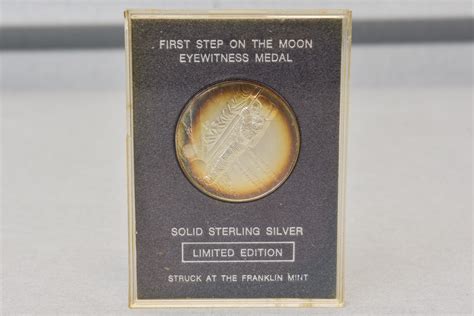 FIRST STEP ON THE MOON
EYEWITNESS MEDAL
SOLID STERLING SILVER
LIMITED EDITION
STRUCK AT THE FRANKLIN MINT